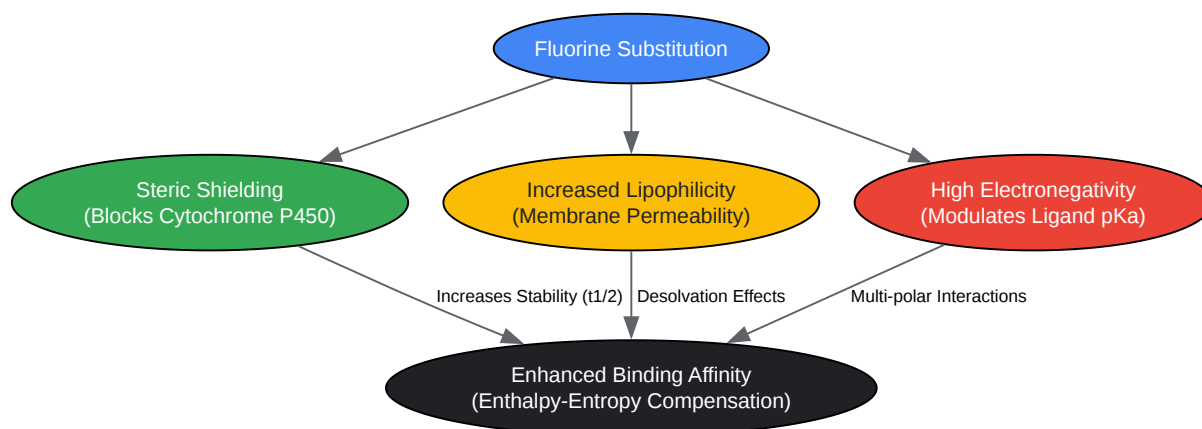 Fluorine Substitution
Steric Shielding
(Blocks Cytochrome P450)
Increased Lipophilicity
(Membrane Permeability)
High Electronegativity
(Modulates Ligand pKa)
Increases Stability (t1/2)
Desolvation Effects
Multi-polar Interactions
Enhanced Binding Affinity
(Enthalpy-Entropy Compensation)